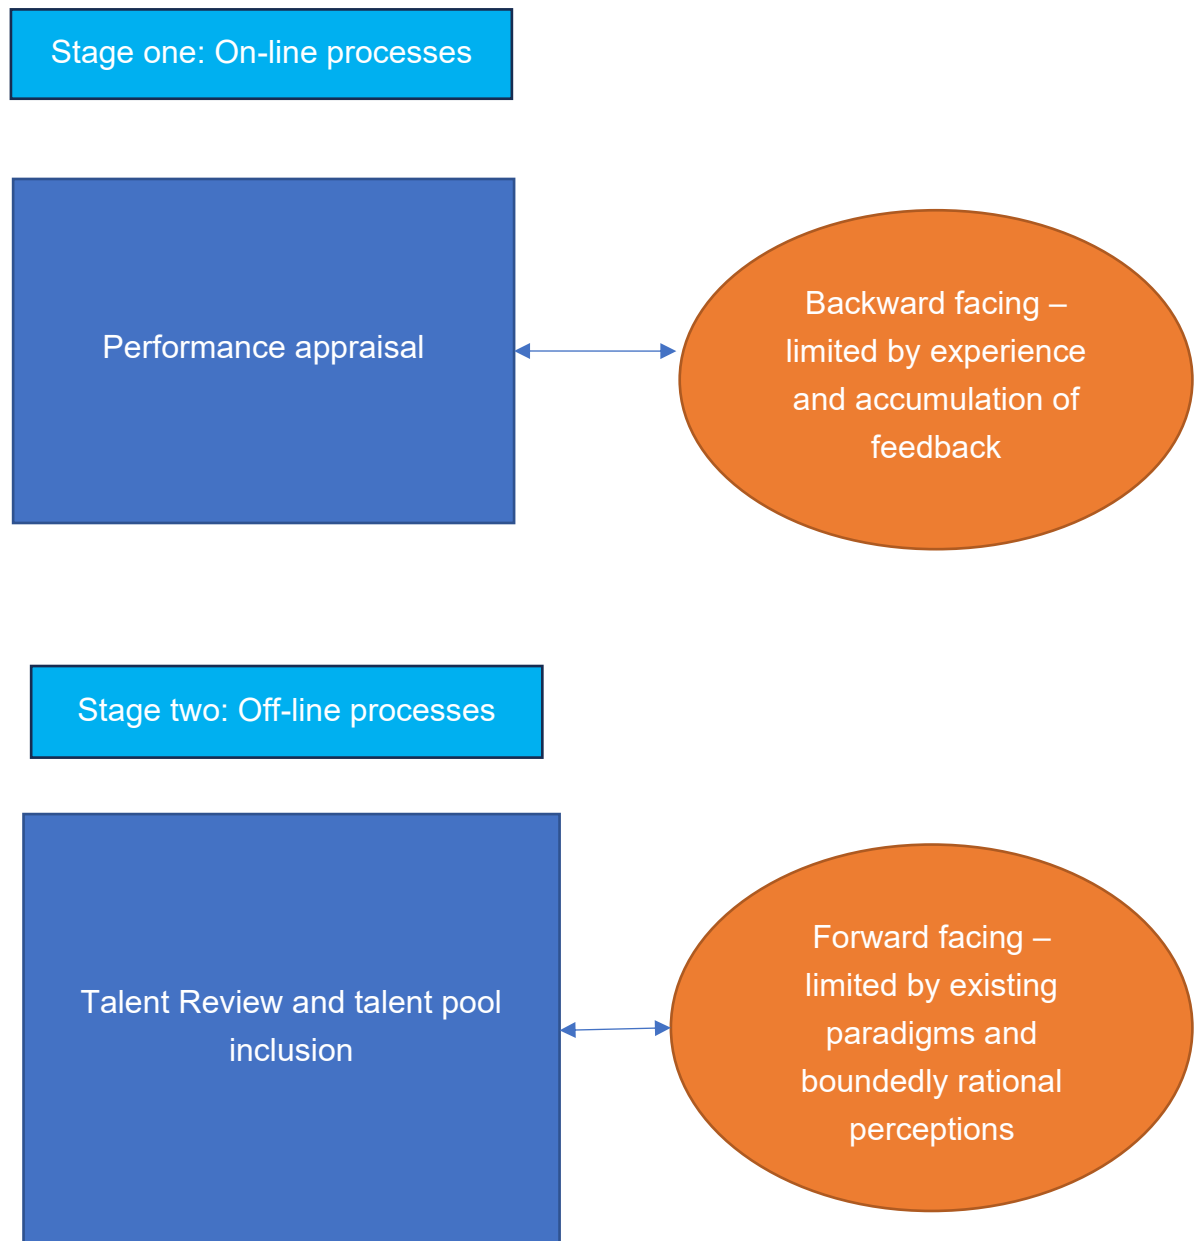 Stage one: On-line processes
Performance appraisal
Backward facing –
limited by experience
and accumulation of
feedback
Stage two: Off-line processes
Talent Review and talent pool
inclusion
Forward facing –
limited by existing
paradigms and
boundedly rational
perceptions